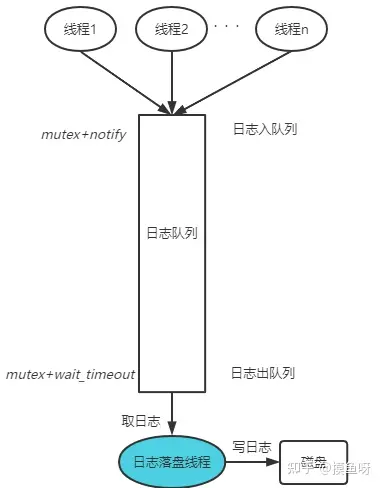 线程1
线程2
· · ·
线程n
mutex+notify
日志入队列
日志队列
mutex+wait_timeout
日志出队列
取日志
日志落盘线程
写日志
磁盘
知乎 @摸鱼呀